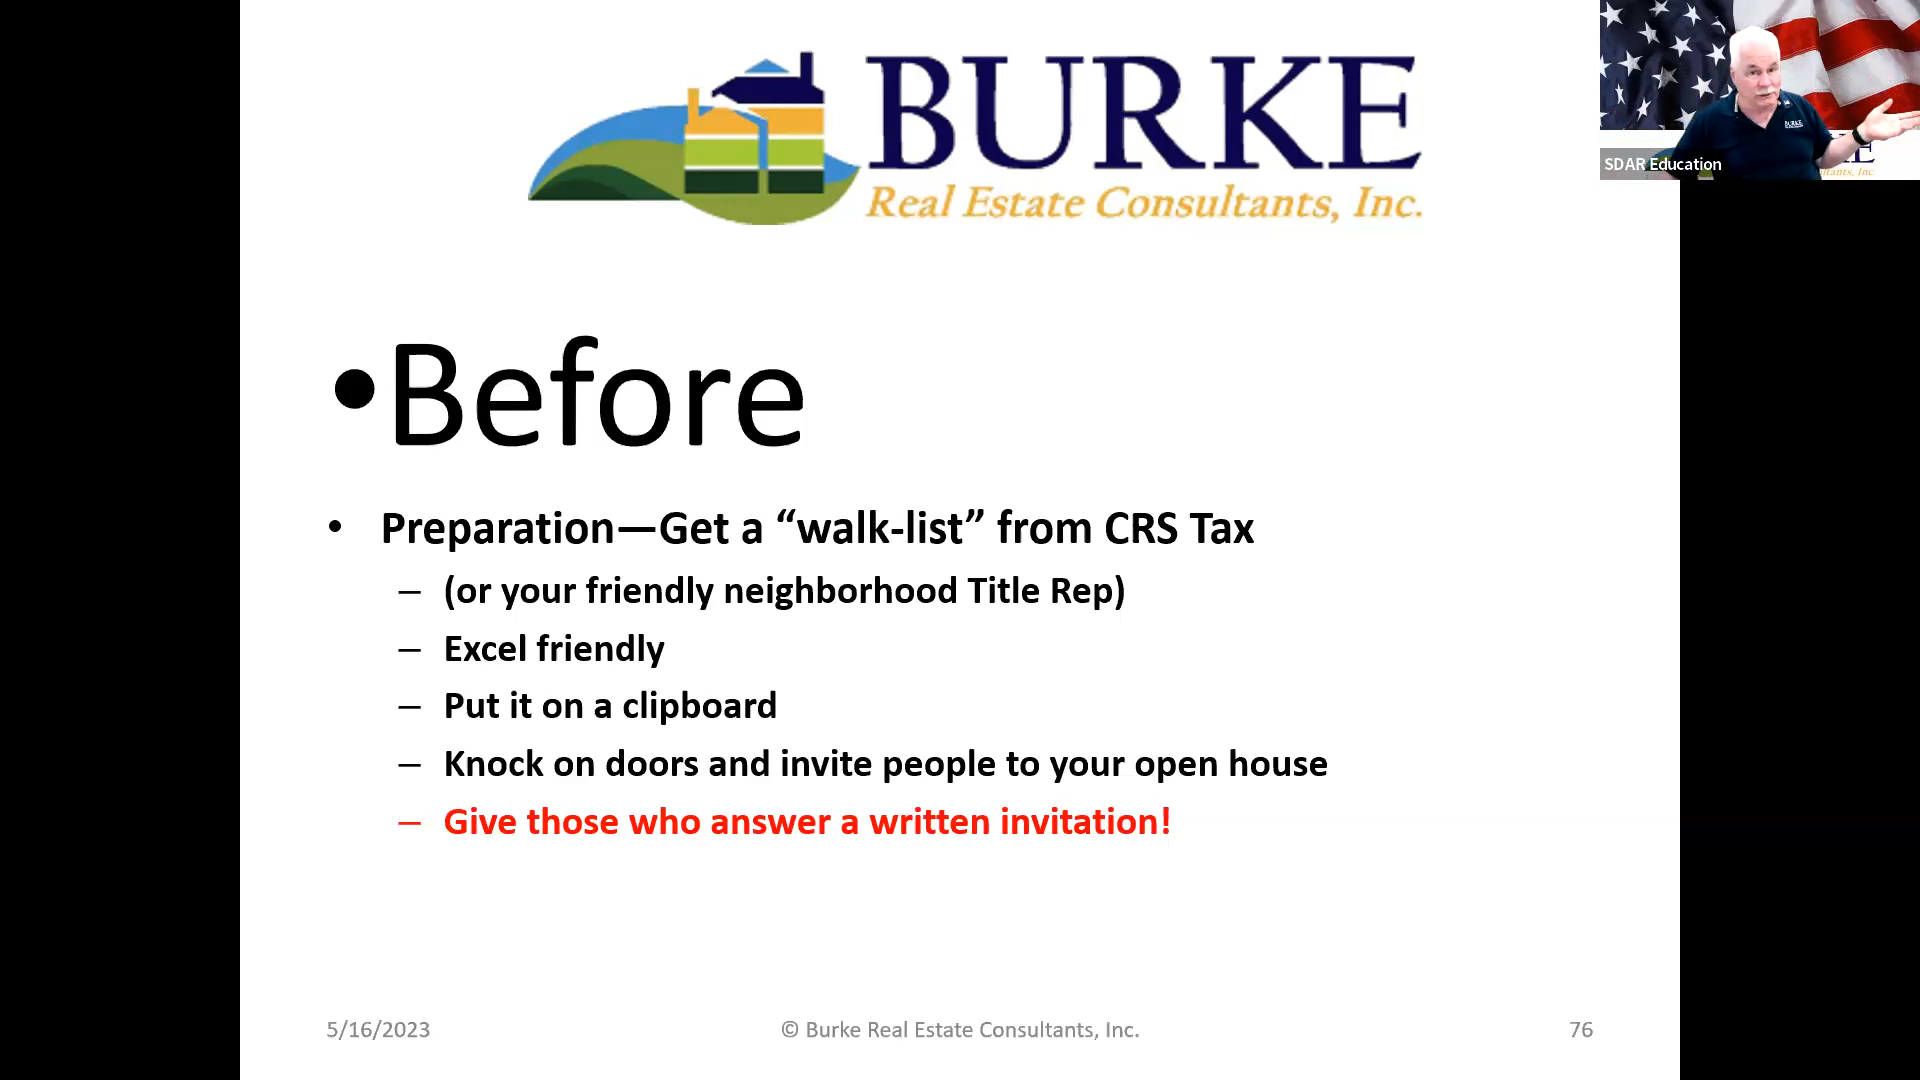 BURKE
Real Estate Consultants, Inc.
BURKE
SDAR Education
•Before
• Preparation—Get a “walk-list” from CRS Tax
– (or your friendly neighborhood Title Rep)
– Excel friendly
– Put it on a clipboard
– Knock on doors and invite people to your open house
– Give those who answer a written invitation!
5/16/2023
© Burke Real Estate Consultants, Inc.
76